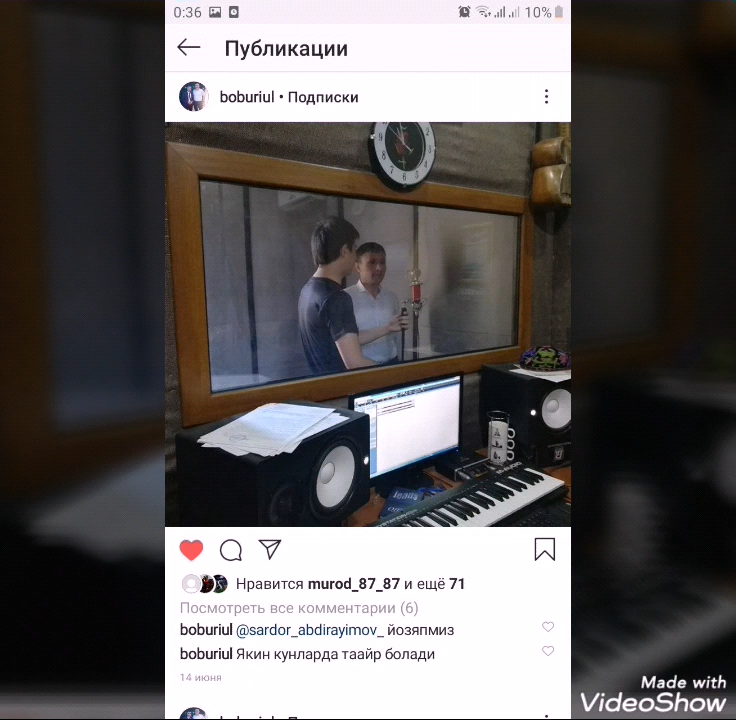 0:36
10%
Публикации
boburiul • Подписки
Нравится murod_87_87 и ещё 71
Посмотреть все комментарии (6)
boburiul @sardor_abdirayimov_ йозяпмиз
boburiul Якин кунларда таайр болади
14 июня
Made with
VideoShow